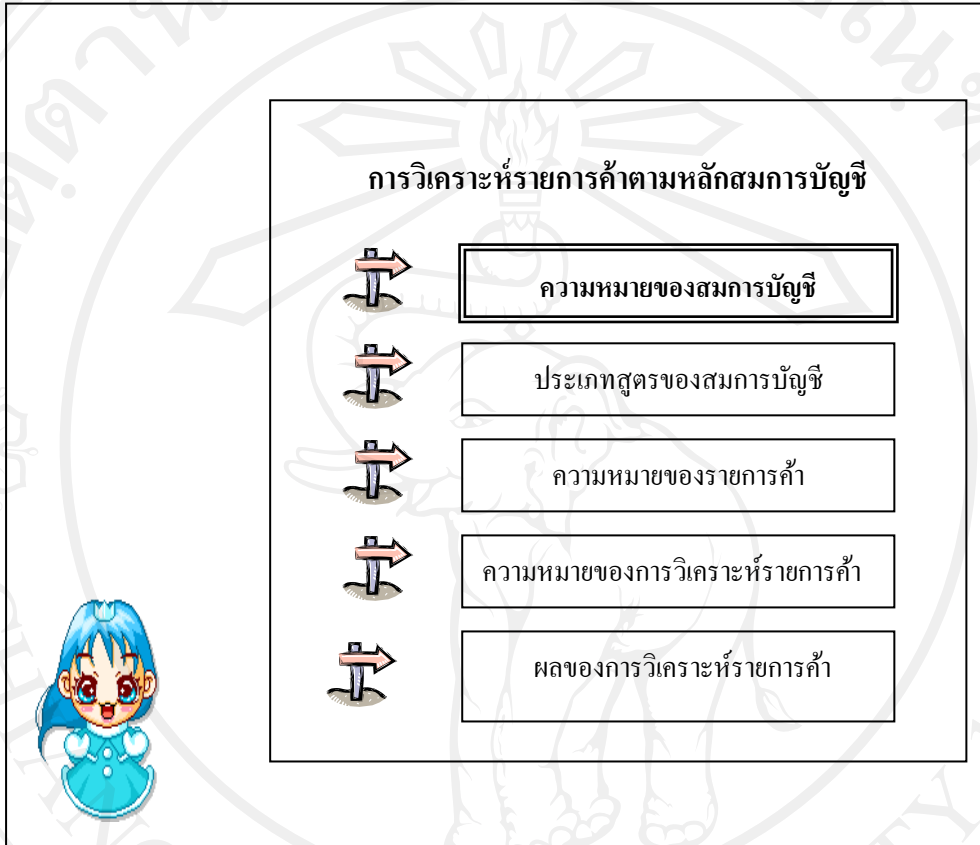 การวิเคราะห์รายการค้าตามหลักสมการบัญชี
ความหมายของสมการบัญชี
ประเภทสูตรของสมการบัญชี
ความหมายของรายการค้า
ความหมายของการวิเคราะห์รายการค้า
ผลของการวิเคราะห์รายการค้า